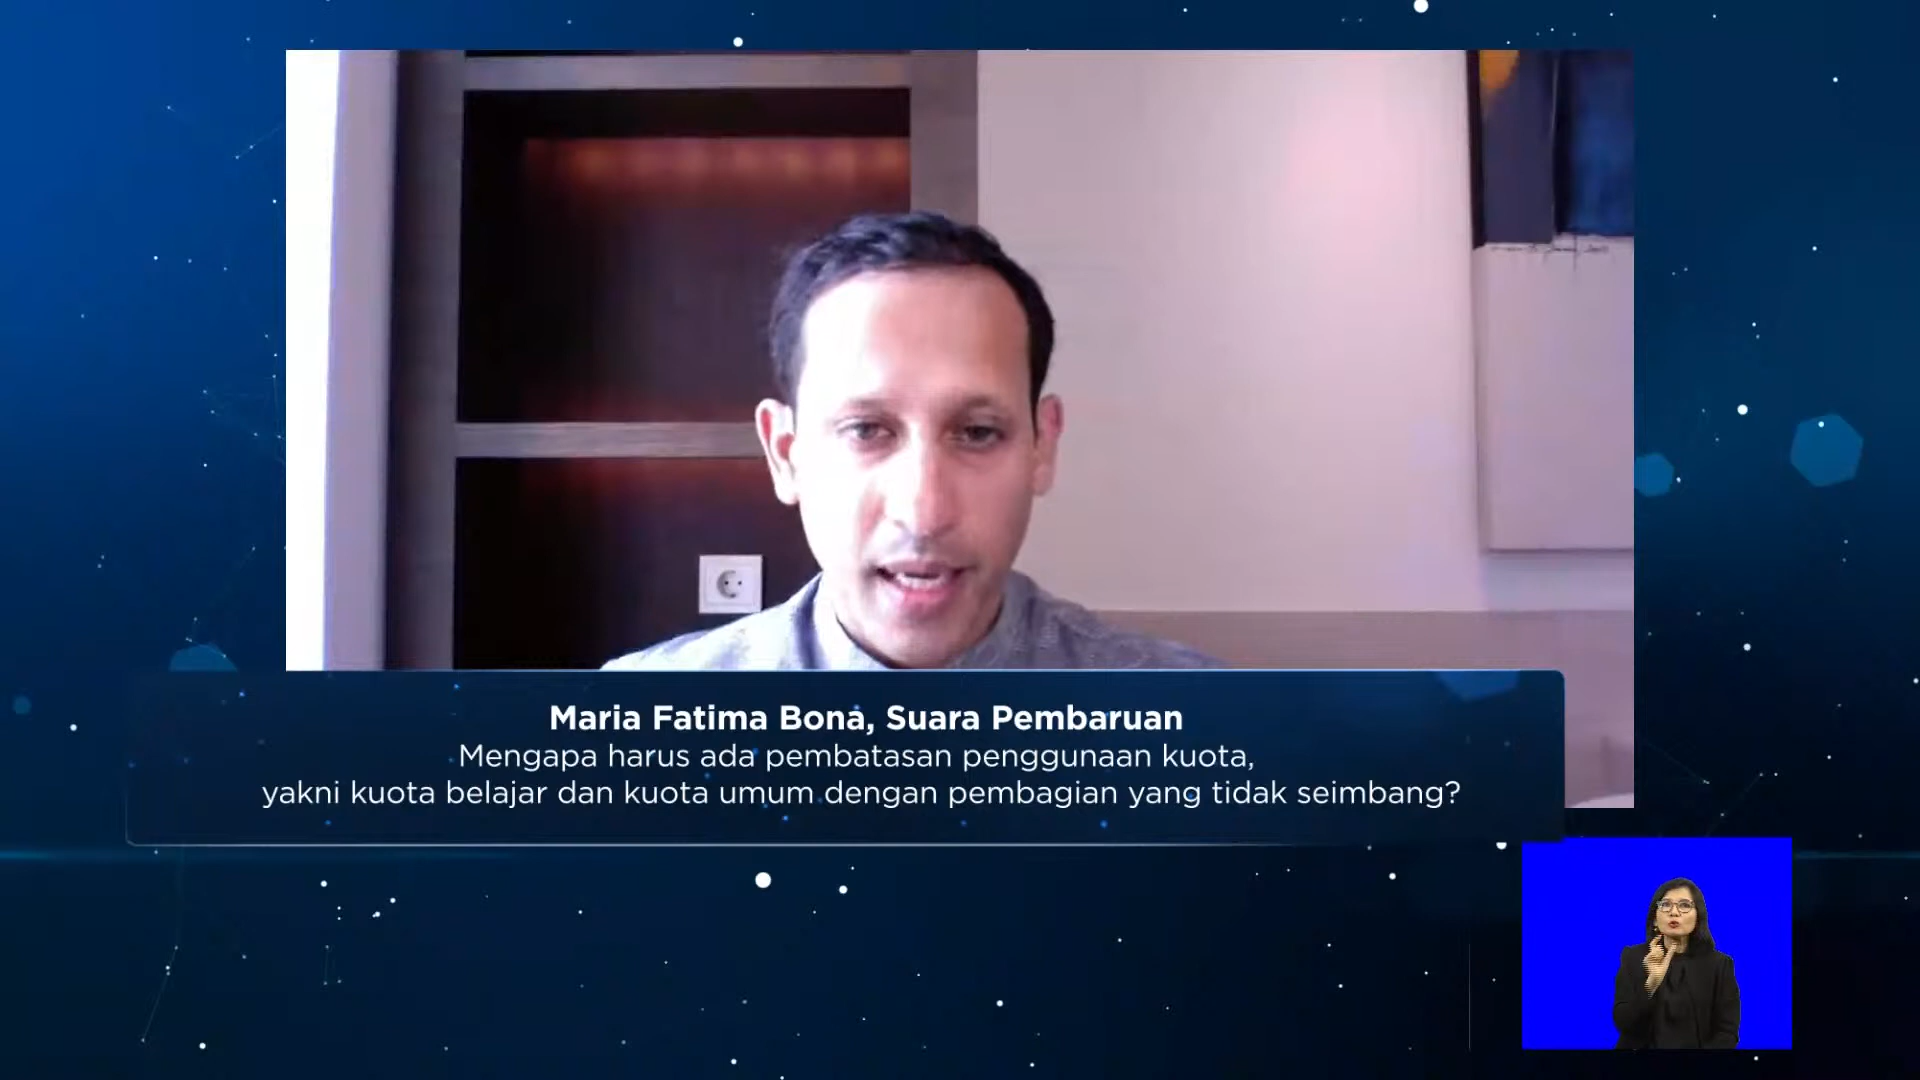 Maria Fatima Bona, Suara Pembaruan
Mengapa harus ada pembatasan penggunaan kuota,
yakni kuota belajar dan kuota umum dengan pembagian yang tidak seimbang?